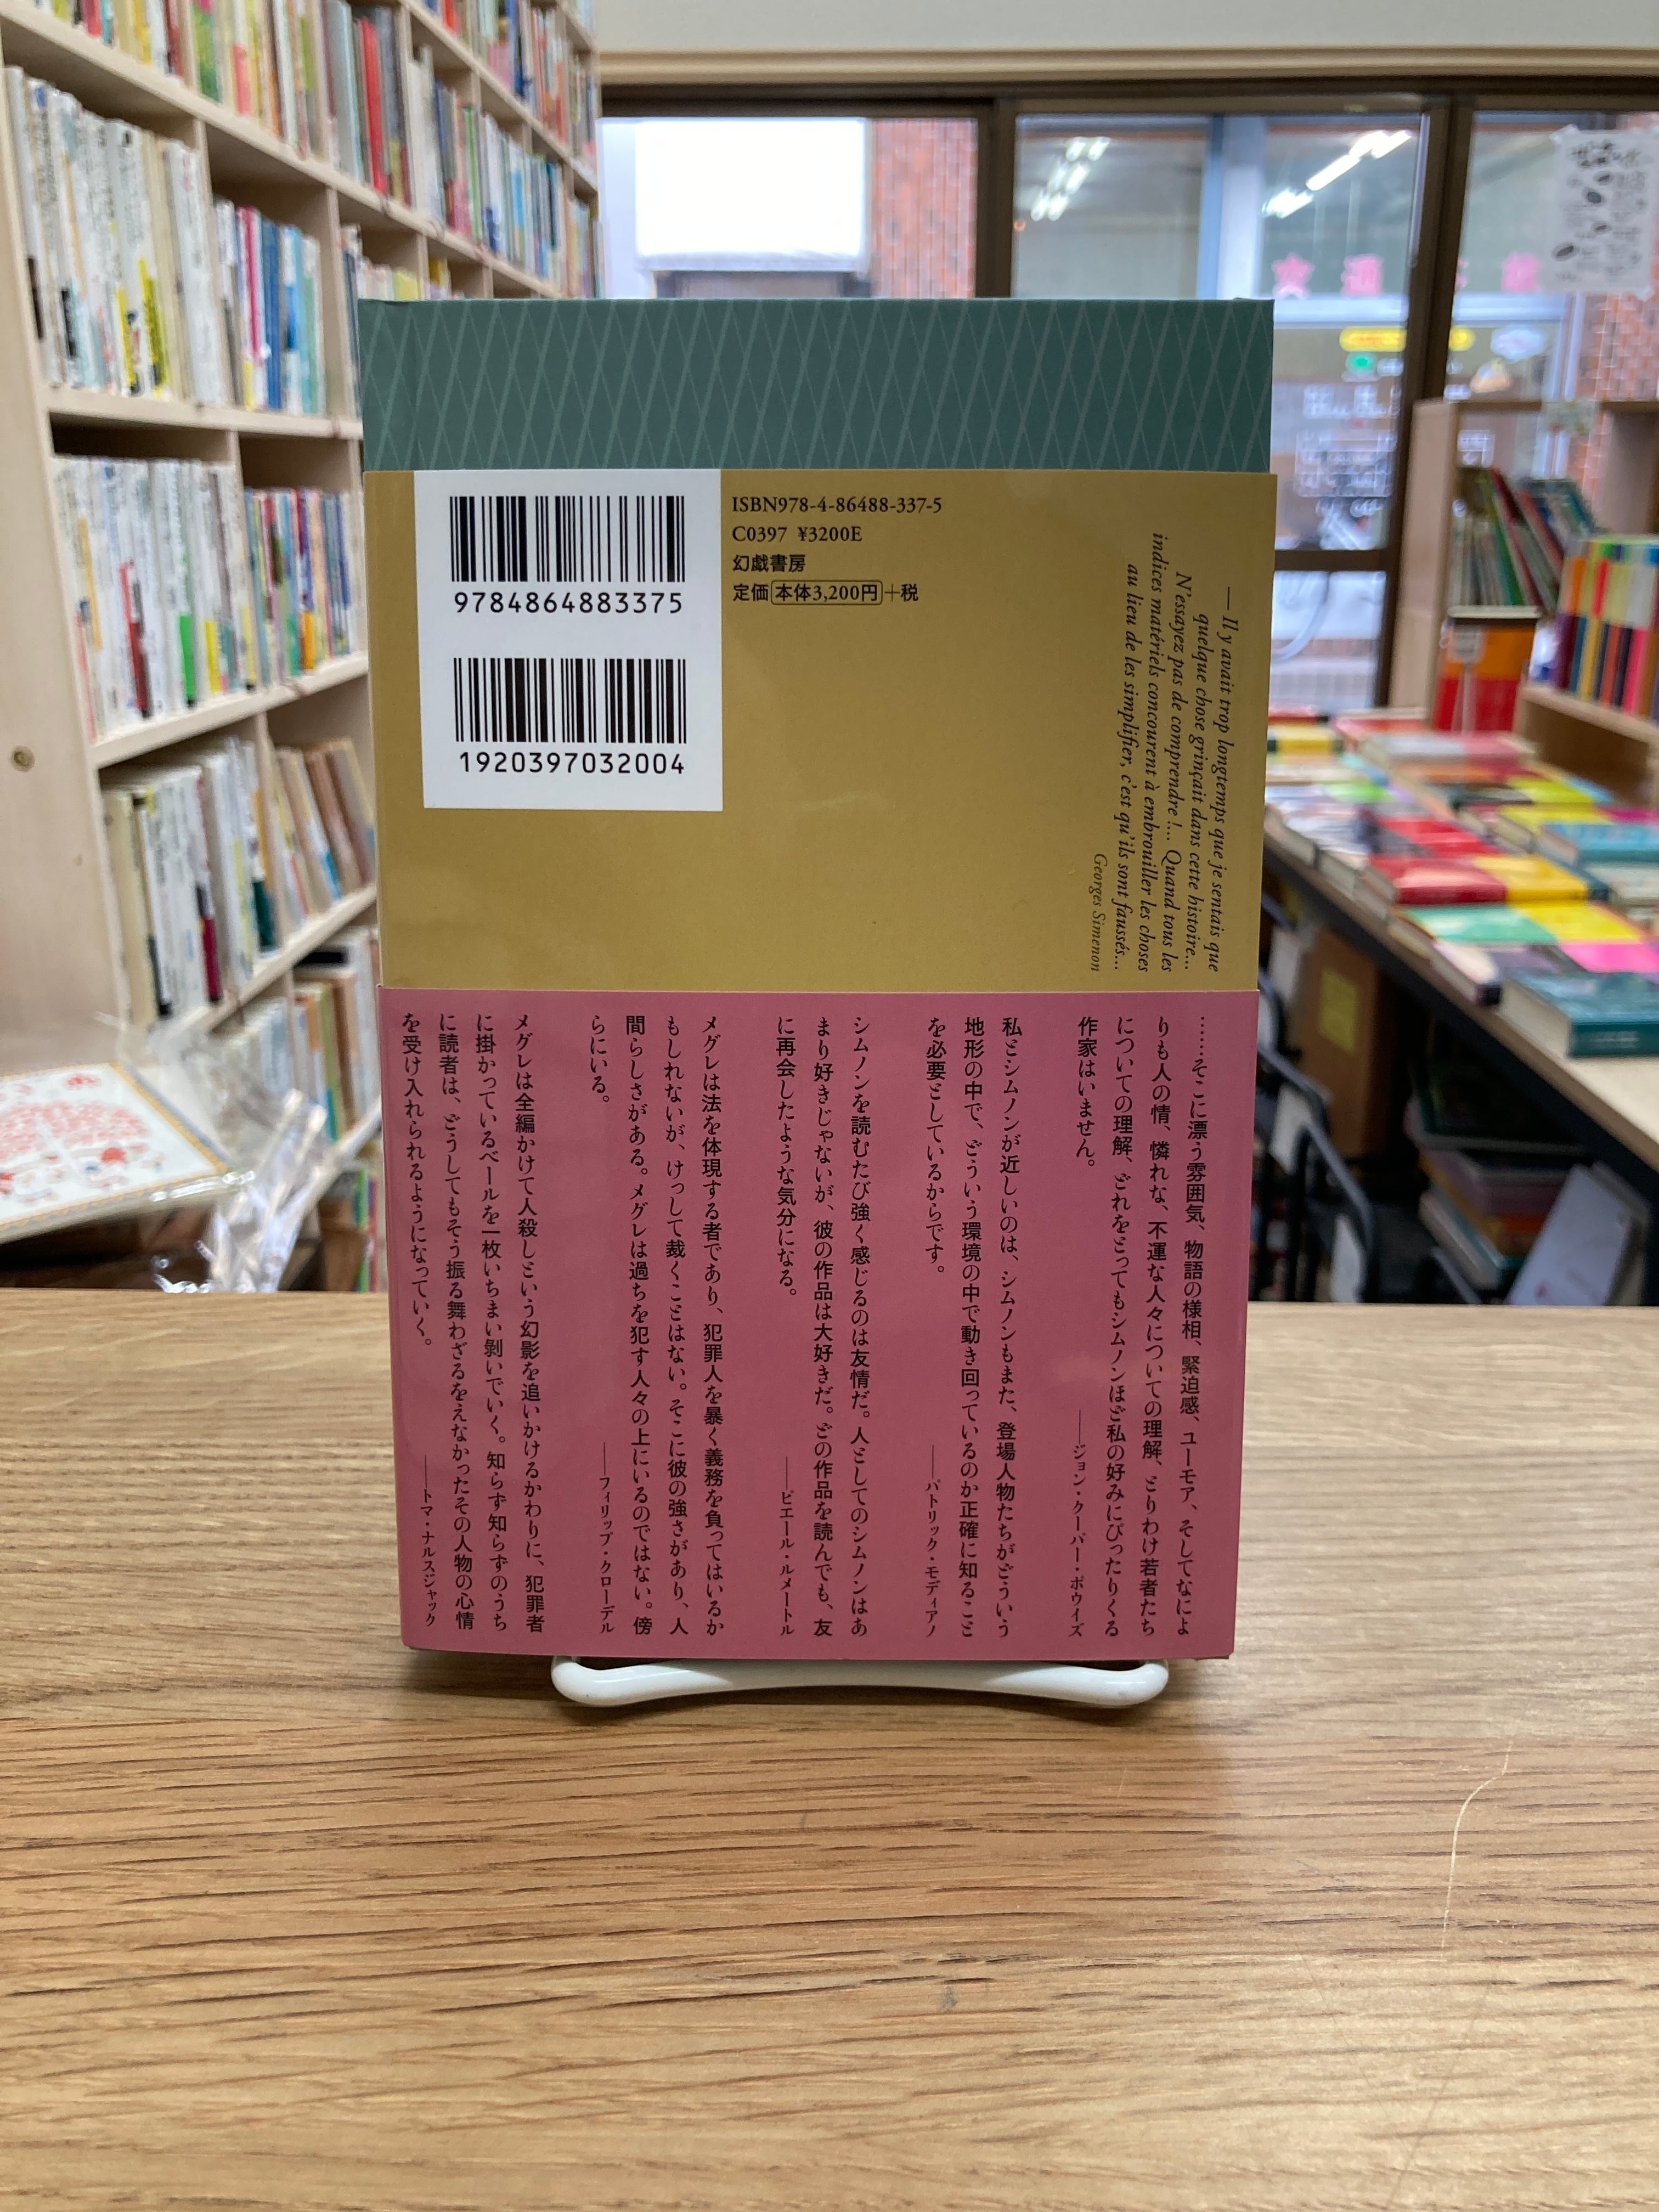 9784864883375
1920397032004
ISBN978-4-86488-337-5
C0397 ¥3200E
幻戯書房
定価 本体3,200円+税
— Il y avait trop longtemps que je sentais que
quelque chose grinçait dans cette histoire...
N'essayez pas de comprendre !... Quand tous les
indices matériels concourent à embrouiller les choses
au lieu de les simplifier, c'est qu'ils sont faussés...
Georges Simenon
……そこに漂う雰囲気、物語の様相、緊迫感、ユーモア、そしてなによ
りも人の情、憐れな、不運な人々についての理解、とりわけ若者たち
についての理解、どれをとってもシムノンほど私の好みにぴったりくる
作家はいません。
——ジョン・クーパー・ポウイズ
私とシムノンが近しいのは、シムノンもまた、登場人物たちがどういう
地形の中で、どういう環境の中で動き回っているのか正確に知ること
を必要としているからです。
——パトリック・モディアノ
シムノンを読むたび強く感じるのは友情だ。人としてのシムノンはあ
まり好きじゃないが、彼の作品は大好きだ。どの作品を読んでも、友
に再会したような気分になる。
——ピエール・ルメートル
メグレは法を体現する者であり、犯罪人を暴く義務を負ってはいるか
もしれないが、けっして裁くことはない。そこに彼の強さがあり、人
間らしさがある。メグレは過ちを犯す人々の上にいるのではない。傍
らにいる。
——フィリップ・クローデル
メグレは全編かけて人殺しという幻影を追いかけるかわりに、犯罪者
に掛かっているベールを一枚いちまい剝いでいく。知らず知らずのうち
に読者は、どうしてもそう振る舞わざるをえなかったその人物の心情
を受け入れられるようになっていく。
——トマ・ナルスジャック